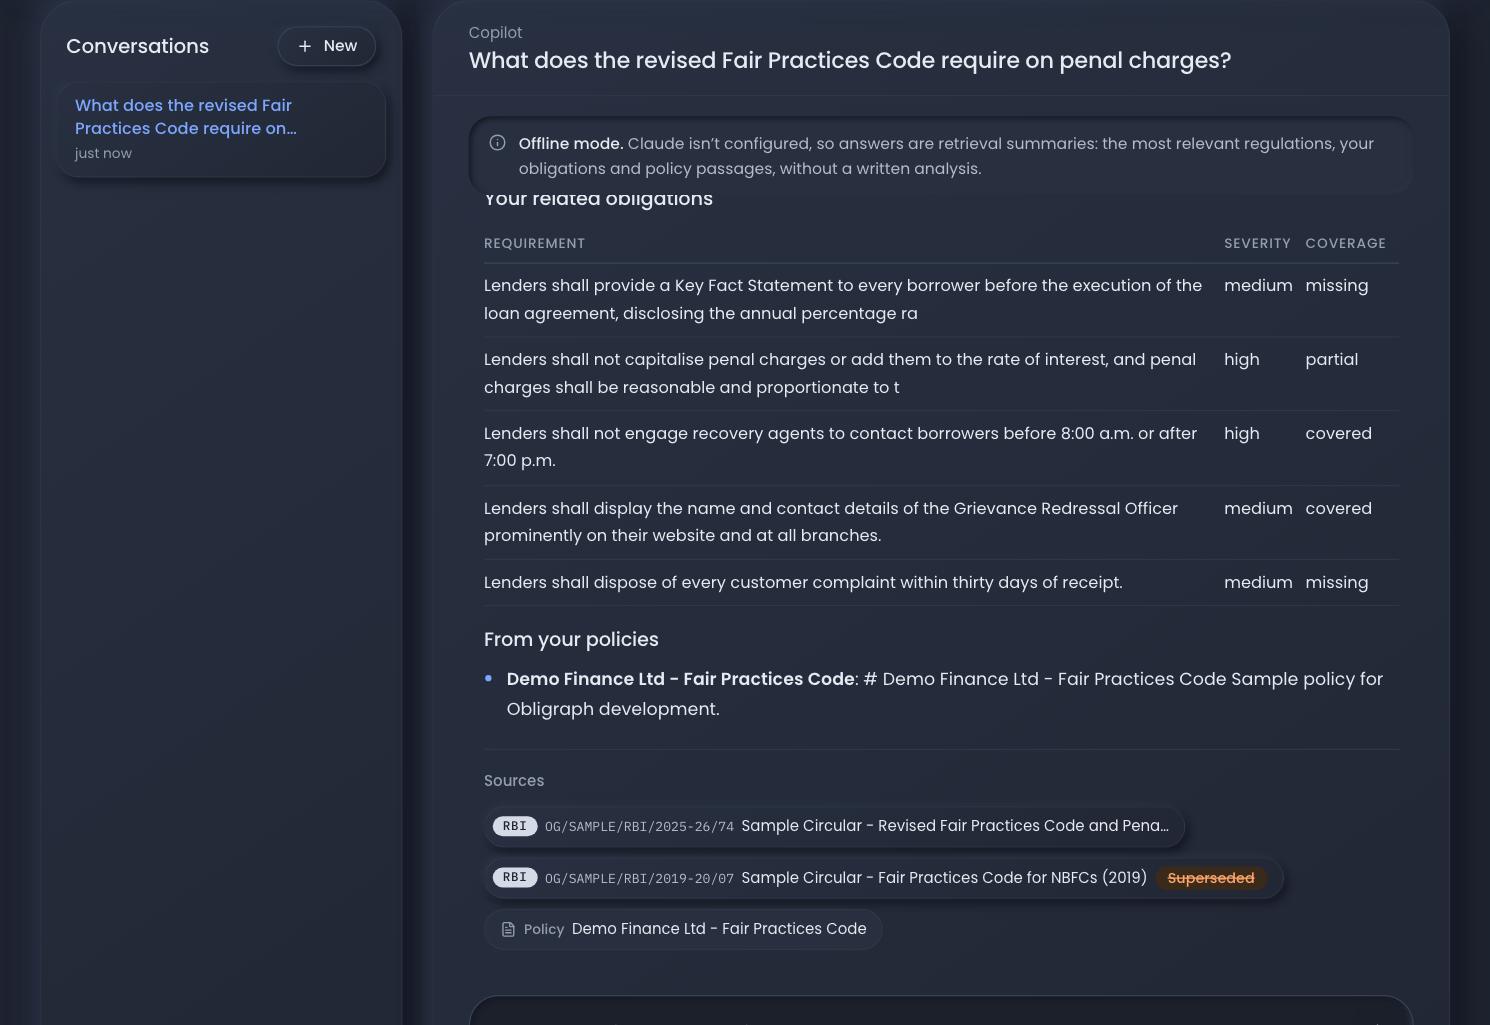 Conversations
+ New
What does the revised Fair
Practices Code require on…
just now
Copilot
What does the revised Fair Practices Code require on penal charges?
Offline mode. Claude isn’t configured, so answers are retrieval summaries: the most relevant regulations, your
obligations and policy passages, without a written analysis.
Your related obligations
REQUIREMENT SEVERITY COVERAGE
Lenders shall provide a Key Fact Statement to every borrower before the execution of the medium missing
loan agreement, disclosing the annual percentage ra
Lenders shall not capitalise penal charges or add them to the rate of interest, and penal high partial
charges shall be reasonable and proportionate to t
Lenders shall not engage recovery agents to contact borrowers before 8:00 a.m. or after high covered
7:00 p.m.
Lenders shall display the name and contact details of the Grievance Redressal Officer medium covered
prominently on their website and at all branches.
Lenders shall dispose of every customer complaint within thirty days of receipt. medium missing
From your policies
• Demo Finance Ltd - Fair Practices Code: # Demo Finance Ltd - Fair Practices Code Sample policy for
Obligraph development.
Sources
RBI OG/SAMPLE/RBI/2025-26/74 Sample Circular - Revised Fair Practices Code and Pena…
RBI OG/SAMPLE/RBI/2019-20/07 Sample Circular - Fair Practices Code for NBFCs (2019) Superseded
Policy Demo Finance Ltd - Fair Practices Code